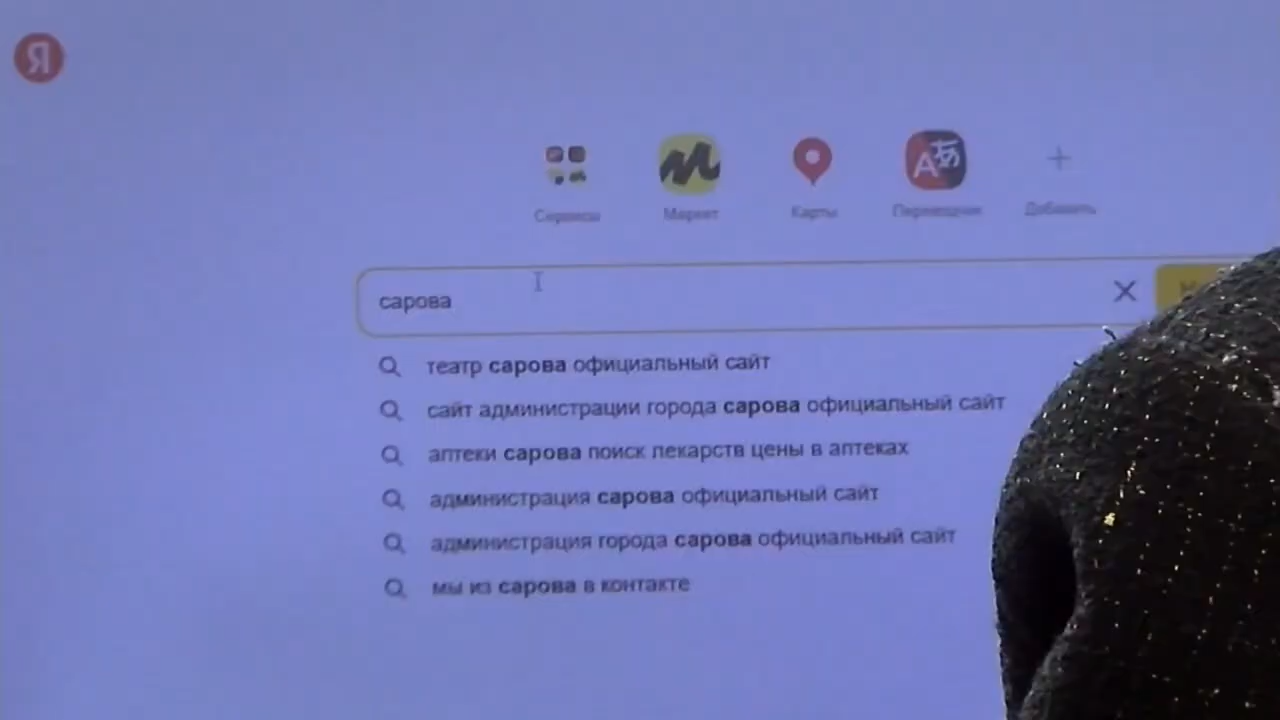 Я
Сервисы
Маркет
Карты
Переводчик
Добавить
сарова
театр сарова официальный сайт
сайт администрации города сарова официальный сайт
аптеки сарова поиск лекарств цены в аптеках
администрация сарова официальный сайт
администрация города сарова официальный сайт
мы из сарова в контакте